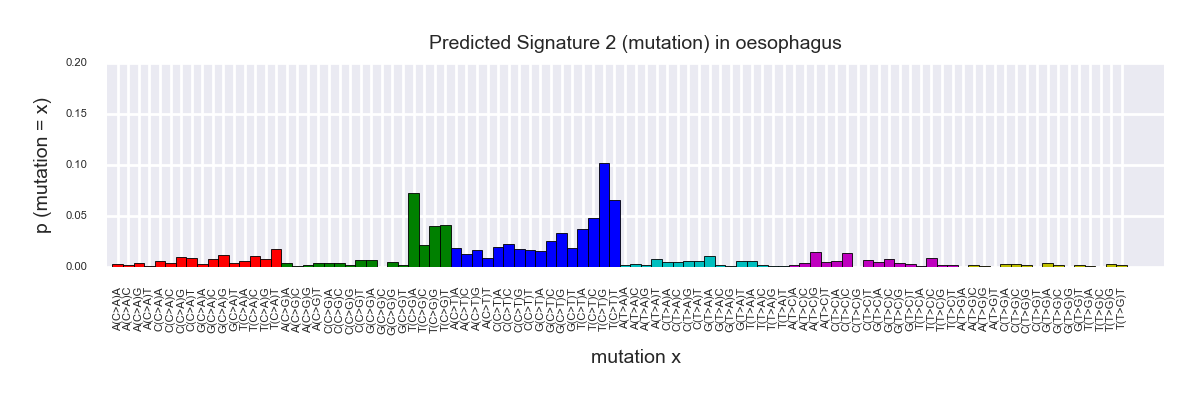 Predicted Signature 2 (mutation) in oesophagus
p (mutation = x)
0.20
0.15
0.10
0.05
0.00
A(C>A)A
A(C>A)C
A(C>A)G
A(C>A)T
C(C>A)A
C(C>A)C
C(C>A)G
C(C>A)T
G(C>A)A
G(C>A)C
G(C>A)G
G(C>A)T
T(C>A)A
T(C>A)C
T(C>A)G
T(C>A)T
A(C>G)A
A(C>G)C
A(C>G)G
A(C>G)T
C(C>G)A
C(C>G)C
C(C>G)G
C(C>G)T
G(C>G)A
G(C>G)C
G(C>G)G
G(C>G)T
T(C>G)A
T(C>G)C
T(C>G)G
T(C>G)T
A(C>T)A
A(C>T)C
A(C>T)G
A(C>T)T
C(C>T)A
C(C>T)C
C(C>T)G
C(C>T)T
G(C>T)A
G(C>T)C
G(C>T)G
G(C>T)T
T(C>T)A
T(C>T)C
T(C>T)G
T(C>T)T
A(T>A)A
A(T>A)C
A(T>A)G
A(T>A)T
C(T>A)A
C(T>A)C
C(T>A)G
C(T>A)T
G(T>A)A
G(T>A)C
G(T>A)G
G(T>A)T
T(T>A)A
T(T>A)C
T(T>A)G
T(T>A)T
A(T>C)A
A(T>C)C
A(T>C)G
A(T>C)T
C(T>C)A
C(T>C)C
C(T>C)G
C(T>C)T
G(T>C)A
G(T>C)C
G(T>C)G
G(T>C)T
T(T>C)A
T(T>C)C
T(T>C)G
T(T>C)T
A(T>G)A
A(T>G)C
A(T>G)G
A(T>G)T
C(T>G)A
C(T>G)C
C(T>G)G
C(T>G)T
G(T>G)A
G(T>G)C
G(T>G)G
G(T>G)T
T(T>G)A
T(T>G)C
T(T>G)G
T(T>G)T
mutation x